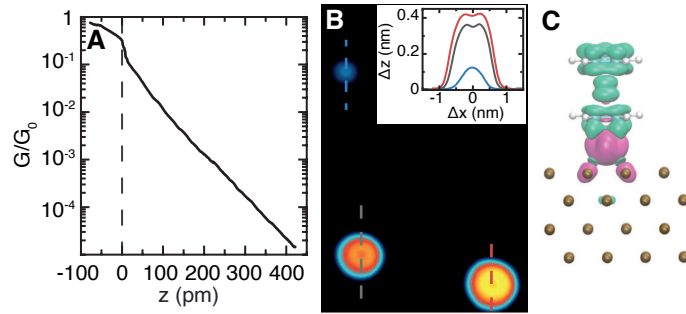 A
1
10⁻¹
10⁻²
10⁻³
10⁻⁴
G/G₀
-100 0 100 200 300 400
z (pm)
B
0.4
0.2
0
Δz (nm)
-1 0 1
Δx (nm)
C